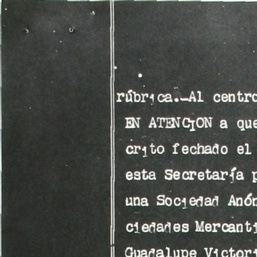 rúbrica.—Al centro
EN ATENCION a que
crito fechado el
esta Secretaría p
una Sociedad Anón
ciedades Mercanti
Guadalupe Victori